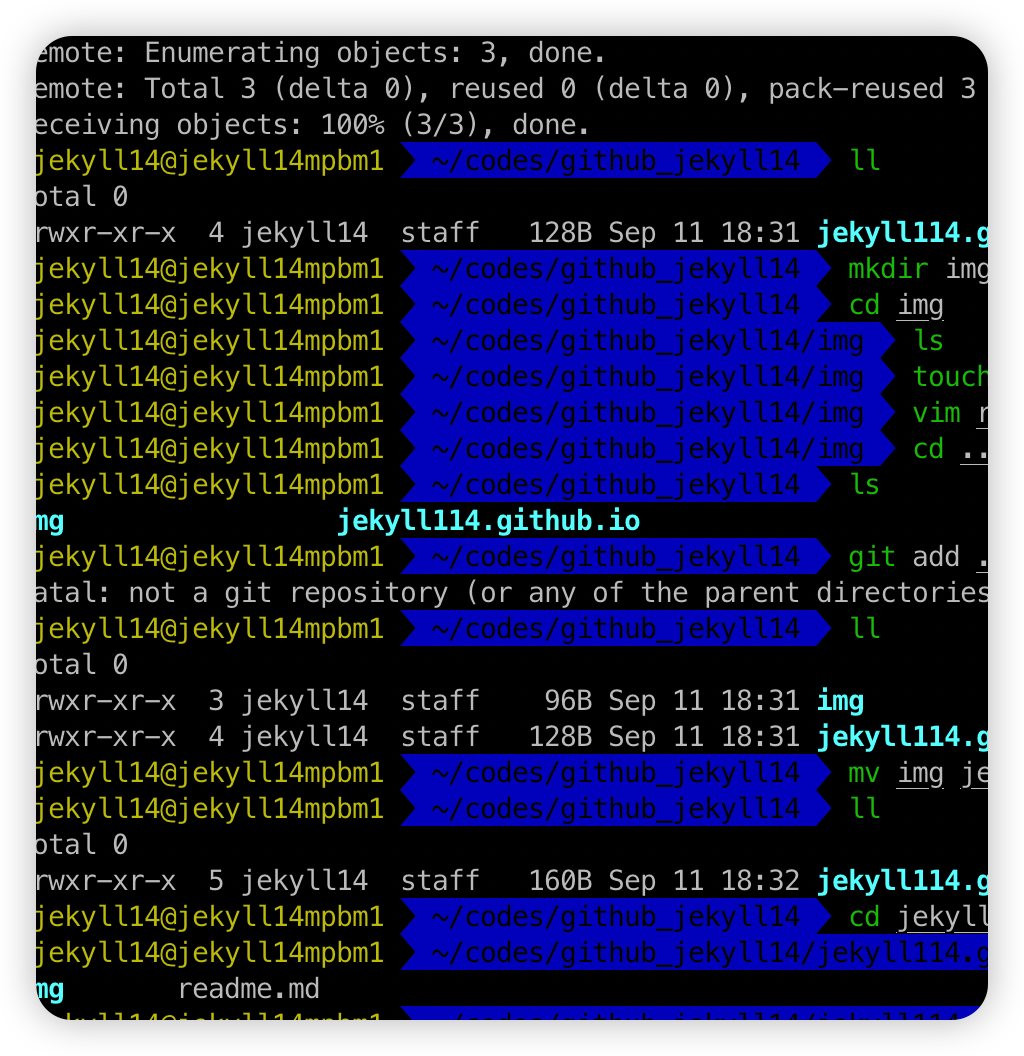 emote: Enumerating objects: 3, done.
emote: Total 3 (delta 0), reused 0 (delta 0), pack-reused 3
eceiving objects: 100% (3/3), done.
jekyll14@jekyll14mpbm1 ~/codes/github_jekyll14 ll
otal 0
rwxr-xr-x 4 jekyll14 staff 128B Sep 11 18:31 jekyll114.g
jekyll14@jekyll14mpbm1 ~/codes/github_jekyll14 mkdir img
jekyll14@jekyll14mpbm1 ~/codes/github_jekyll14 cd img
jekyll14@jekyll14mpbm1 ~/codes/github_jekyll14/img ls
jekyll14@jekyll14mpbm1 ~/codes/github_jekyll14/img touch
jekyll14@jekyll14mpbm1 ~/codes/github_jekyll14/img vim r
jekyll14@jekyll14mpbm1 ~/codes/github_jekyll14/img cd ..
jekyll14@jekyll14mpbm1 ~/codes/github_jekyll14 ls
mg jekyll114.github.io
jekyll14@jekyll14mpbm1 ~/codes/github_jekyll14 git add .
atal: not a git repository (or any of the parent directories
jekyll14@jekyll14mpbm1 ~/codes/github_jekyll14 ll
otal 0
rwxr-xr-x 3 jekyll14 staff 96B Sep 11 18:31 img
rwxr-xr-x 4 jekyll14 staff 128B Sep 11 18:31 jekyll114.g
jekyll14@jekyll14mpbm1 ~/codes/github_jekyll14 mv img je
jekyll14@jekyll14mpbm1 ~/codes/github_jekyll14 ll
otal 0
rwxr-xr-x 5 jekyll14 staff 160B Sep 11 18:32 jekyll114.g
jekyll14@jekyll14mpbm1 ~/codes/github_jekyll14 cd jekyll
jekyll14@jekyll14mpbm1 ~/codes/github_jekyll14/jekyll114.g
mg readme.md